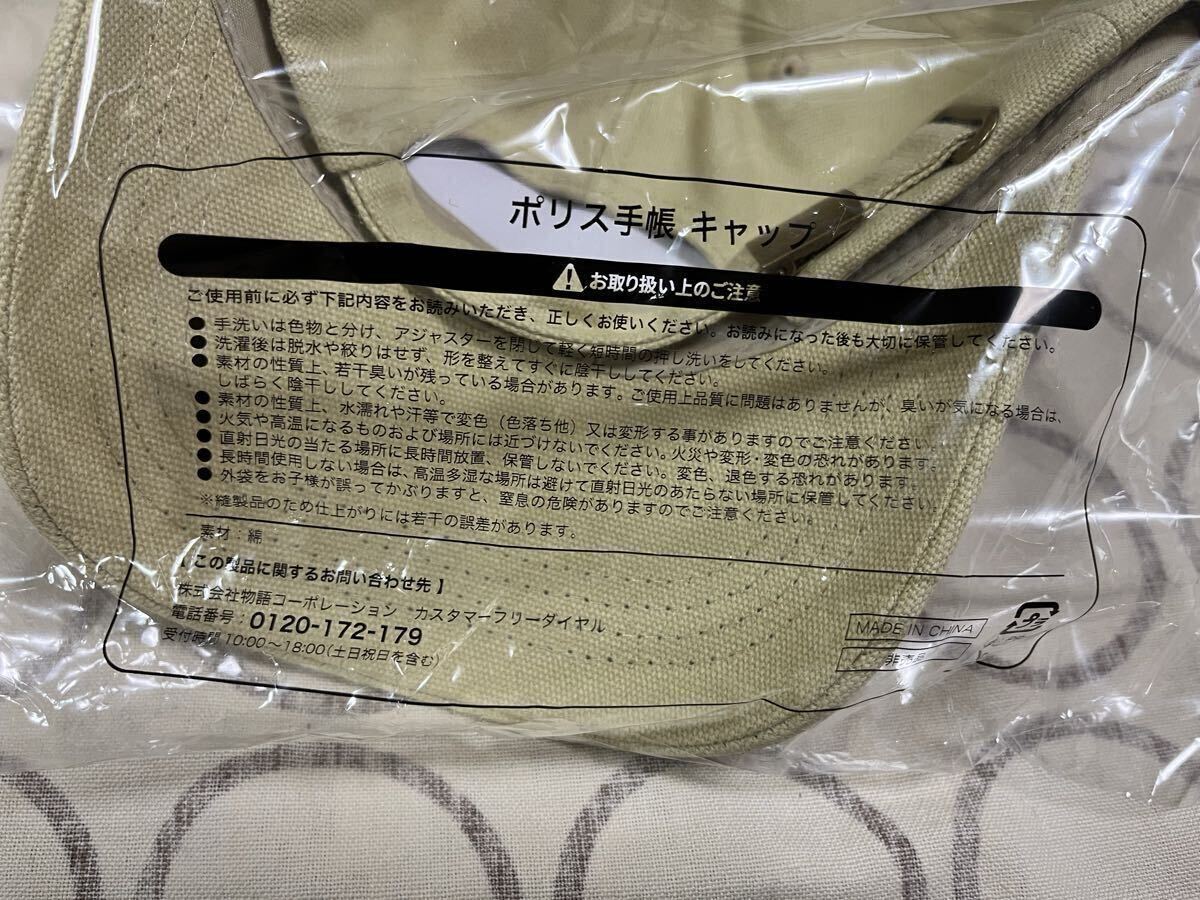 ポリス手帳 キャップ
お取り扱い上のご注意
ご使用前に必ず下記内容をお読みいただき、正しくお使いください。お読みになった後も大切に保管してください。
● 手洗いは色物と分け、アジャスターを閉じて軽く短時間の押し洗いをしてください。
● 洗濯後は脱水や絞りはせず、形を整えてすぐに陰干ししてください。
● 素材の性質上、若干臭いが残っている場合があります。ご使用上品質に問題はありませんが、臭いが気になる場合は、
しばらく陰干ししてください。
● 素材の性質上、水濡れや汗等で変色（色落ち他）又は変形する事がありますのでご注意ください。
● 火気や高温になるものおよび場所には近づけないでください。火災や変形・変色の恐れがあります。
● 直射日光の当たる場所に長時間放置、保管しないでください。変色、退色する恐れがあります。
● 長時間使用しない場合は、高温多湿な場所は避けて直射日光のあたらない場所に保管してください。
● 外袋をお子様が誤ってかぶりますと、窒息の危険がありますのでご注意ください。
※縫製品のため仕上がりには若干の誤差があります。
素材：綿
【この製品に関するお問い合わせ先】
株式会社物語コーポレーション カスタマーフリーダイヤル
電話番号：0120-172-179
受付時間 10:00～18:00（土日祝日を含む）
MADE IN CHINA
非売品
プラ